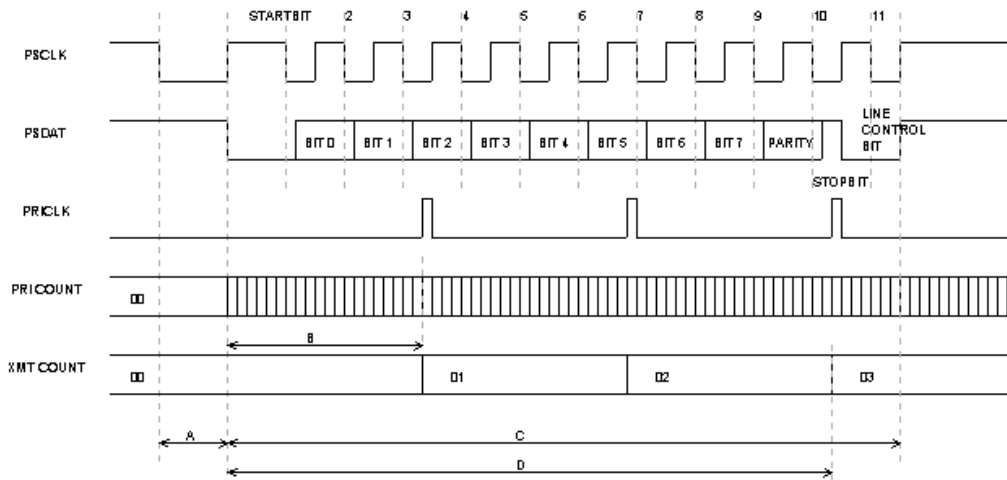 STARTBIT 2 3 4 5 6 7 8 9 10 11
PSCLK
PSDAT
BIT 0 BIT 1 BIT 2 BIT 3 BIT 4 BIT 5 BIT 6 BIT 7 PARITY
LINE
CONTROL
BIT
STOPBIT
PRICLK
PRICOUNT
00
B
XMTCOUNT
00 01 02 03
A C
D